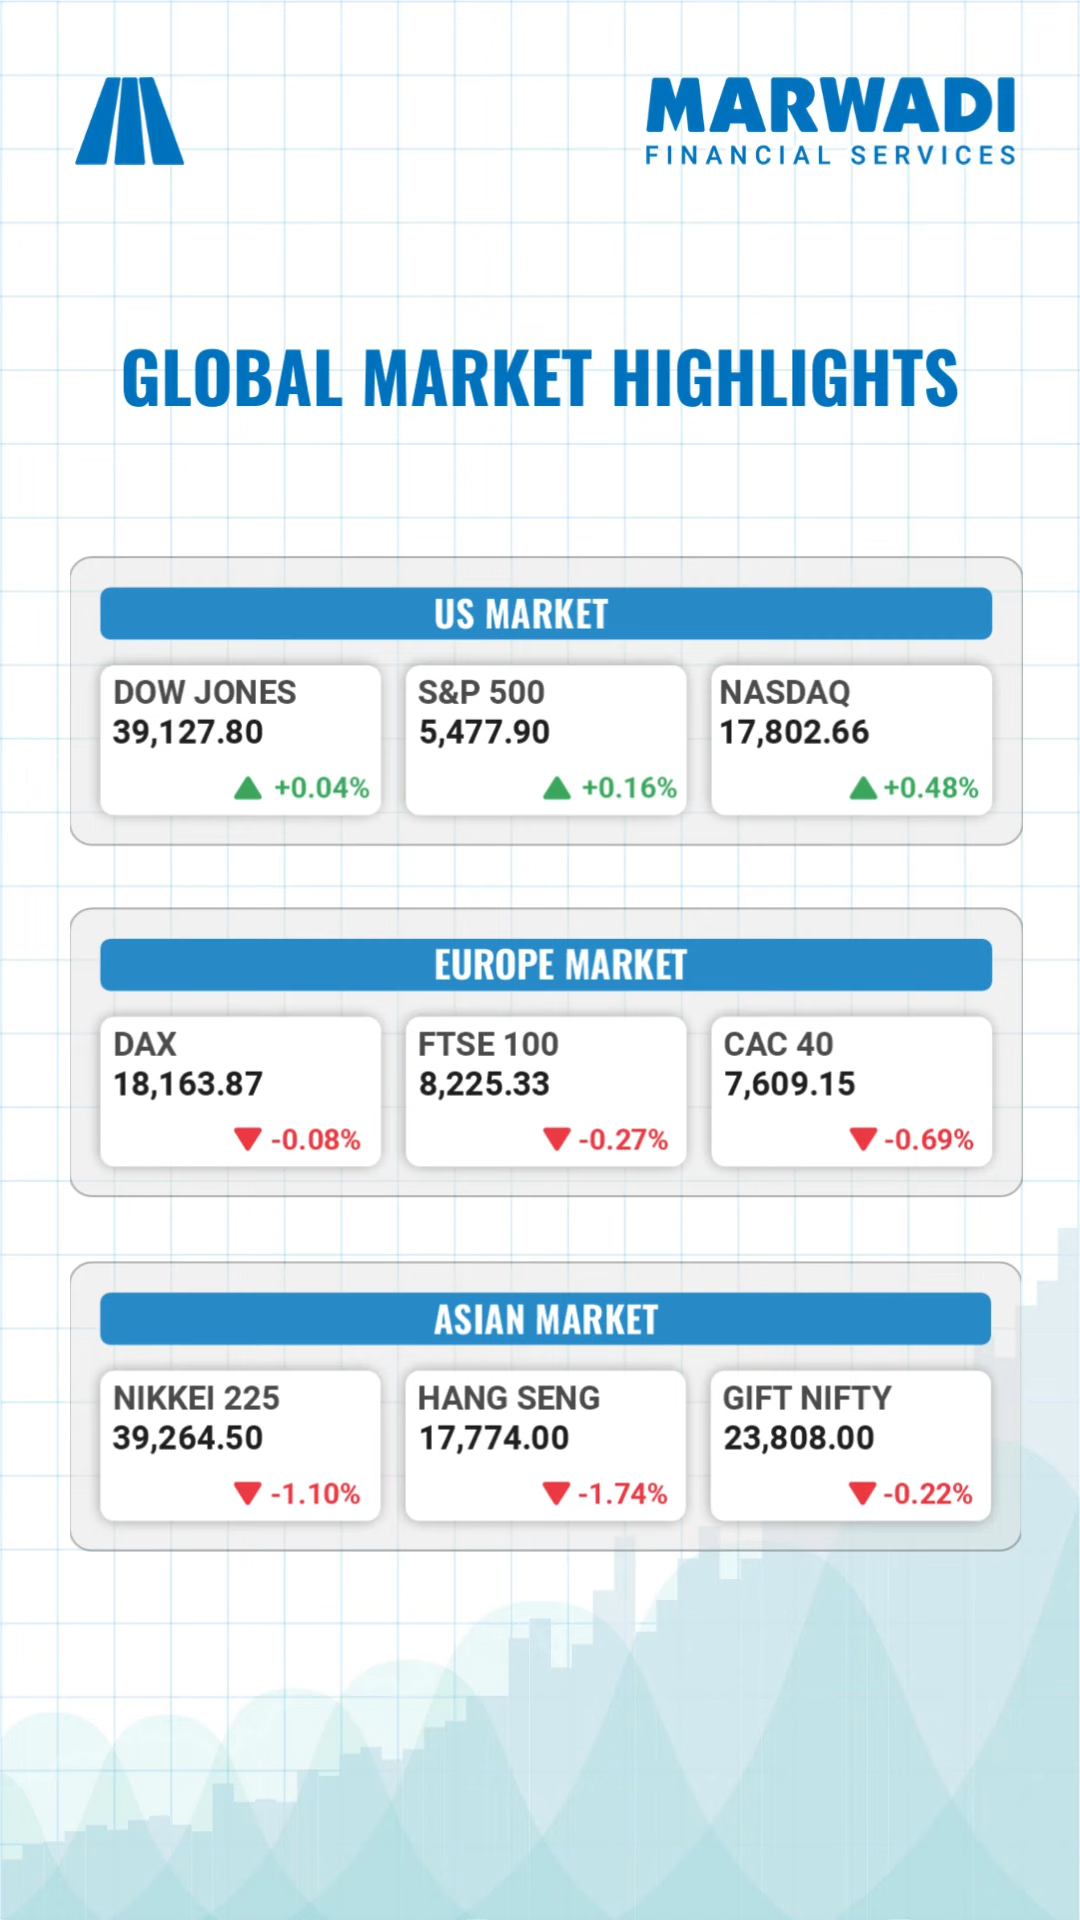 MARWADI
FINANCIAL SERVICES
GLOBAL MARKET HIGHLIGHTS
US MARKET
DOW JONES
39,127.80
+0.04%
S&P 500
5,477.90
+0.16%
NASDAQ
17,802.66
+0.48%
EUROPE MARKET
DAX
18,163.87
-0.08%
FTSE 100
8,225.33
-0.27%
CAC 40
7,609.15
-0.69%
ASIAN MARKET
NIKKEI 225
39,264.50
-1.10%
HANG SENG
17,774.00
-1.74%
GIFT NIFTY
23,808.00
-0.22%